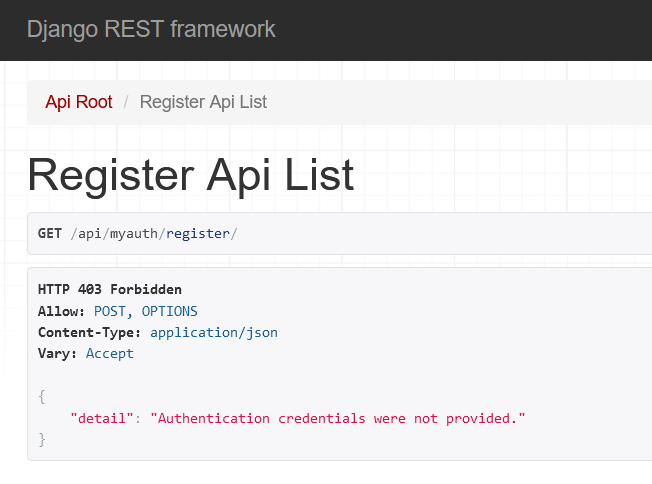 Django REST framework
Api Root / Register Api List
Register Api List
GET /api/myauth/register/
HTTP 403 Forbidden
Allow: POST, OPTIONS
Content-Type: application/json
Vary: Accept
{
"detail": "Authentication credentials were not provided."
}